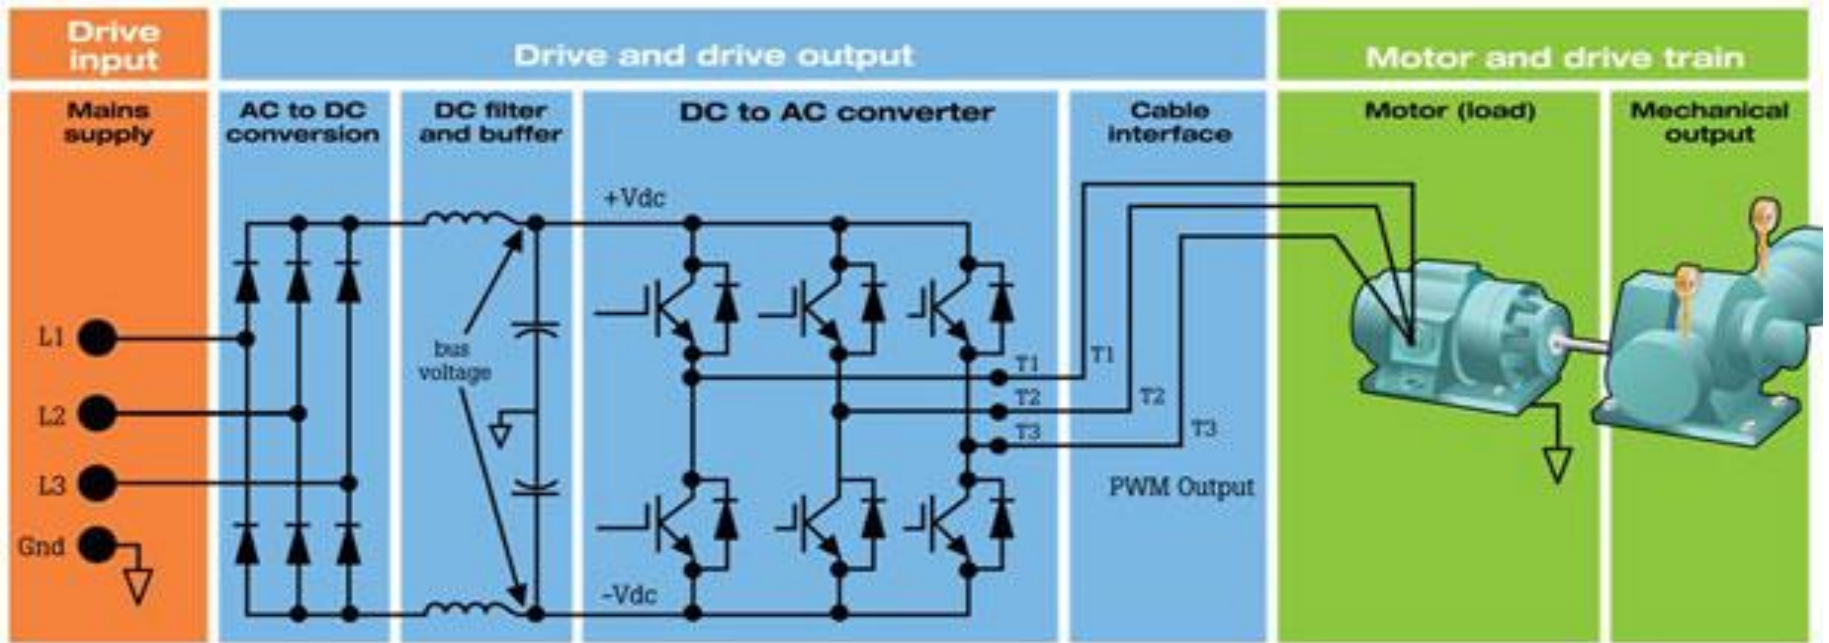 Drive
input
Drive and drive output
Motor and drive train
Mains
supply
AC to DC
conversion
DC filter
and buffer
DC to AC converter
Cable
interface
Motor (load)
Mechanical
output
+Vdc
L1
bus
voltage
T1
T1
L2
T2
T2
T3
T3
L3
PWM Output
Gnd
–Vdc